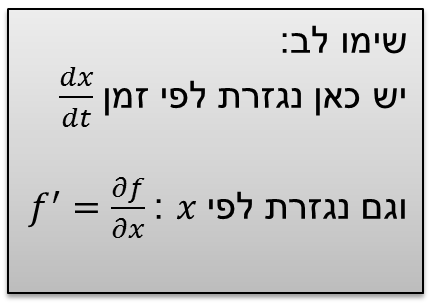 שימו לב:
יש כאן נגזרת לפי זמן dx/dt
וגם נגזרת לפי x : f′ = ∂f/∂x